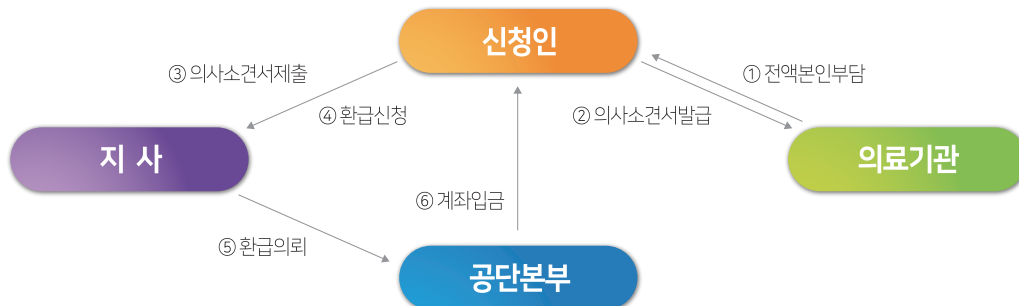 신청인
③ 의사소견서제출
① 전액본인부담
④ 환급신청
② 의사소견서발급
지 사
의료기관
⑥ 계좌입금
⑤ 환급의뢰
공단본부